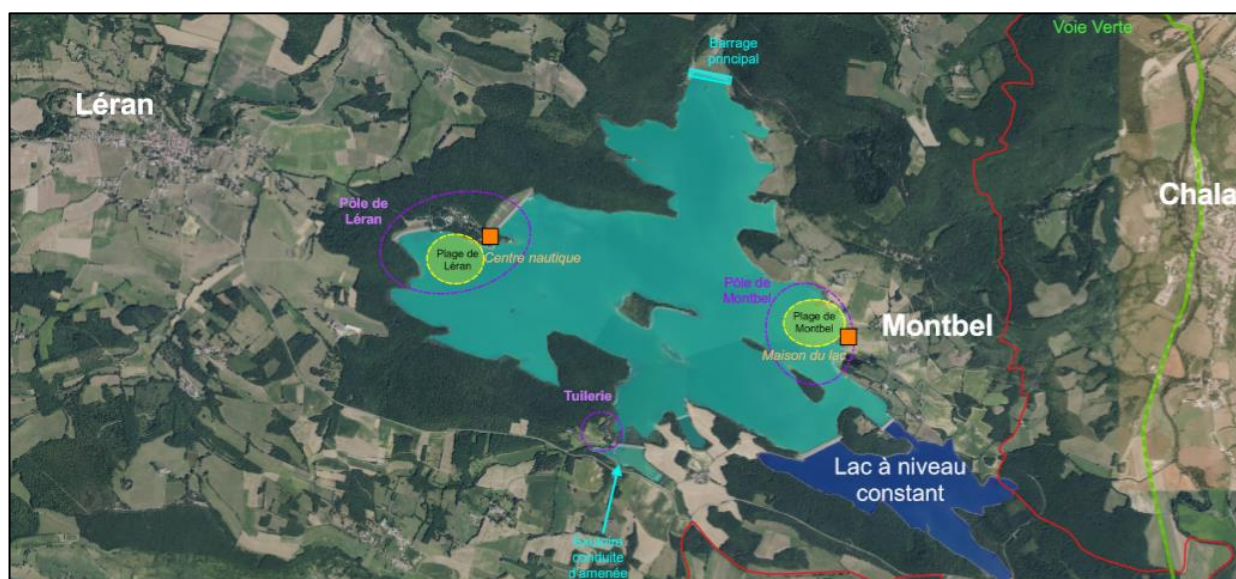 Voie Verte
Barrage
principal
Léran
Chala
Pôle de
Léran
Plage de
Léran
Centre nautique
Pôle de
Montbel
Plage de
Montbel
Montbel
Maison du lac
Tuilerie
Lac à niveau
constant
Exutoire
conduite
d'amenée